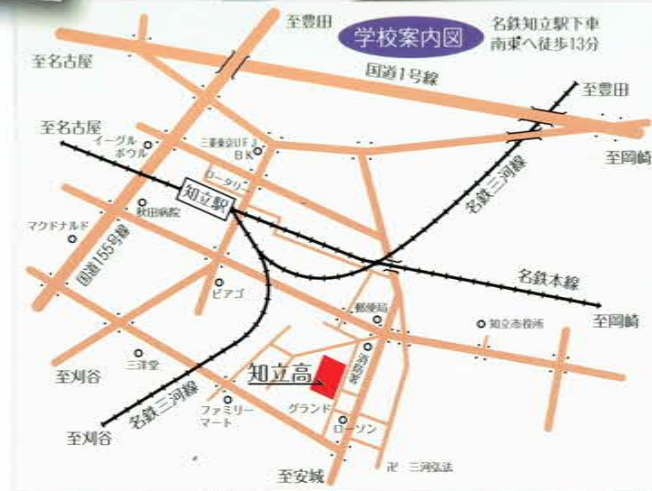 至豊田
学校案内図
名鉄知立駅下車
南東へ徒歩13分
至名古屋
国道1号線
至豊田
至名古屋
イーグル
ボウル
三菱東京UFJ
BK
至岡崎
ロータリー
名鉄三河線
知立駅
秋田病院
マクドナルド
国道155号線
名鉄本線
ピアゴ
郵便局
知立市役所
至岡崎
消防署
三洋堂
知立高
至刈谷
名鉄三河線
ファミリー
マート
グランド
ローソン
至刈谷
卍 三河弘法
至安城